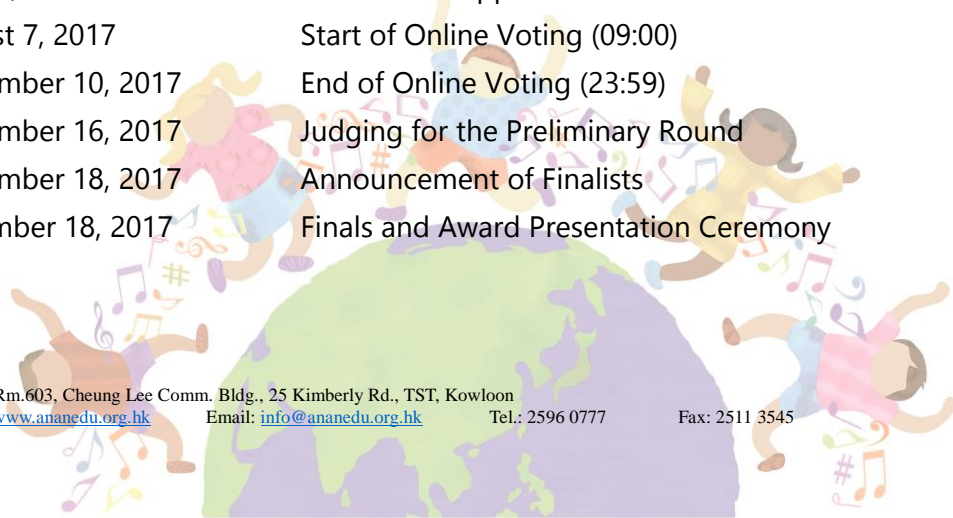 st 7, 2017 Start of Online Voting (09:00)
mber 10, 2017 End of Online Voting (23:59)
mber 16, 2017 Judging for the Preliminary Round
mber 18, 2017 Announcement of Finalists
mber 18, 2017 Finals and Award Presentation Ceremony
Rm.603, Cheung Lee Comm. Bldg., 25 Kimberly Rd., TST, Kowloon
www.ananedu.org.hk Email: info@ananedu.org.hk Tel.: 2596 0777 Fax: 2511 3545